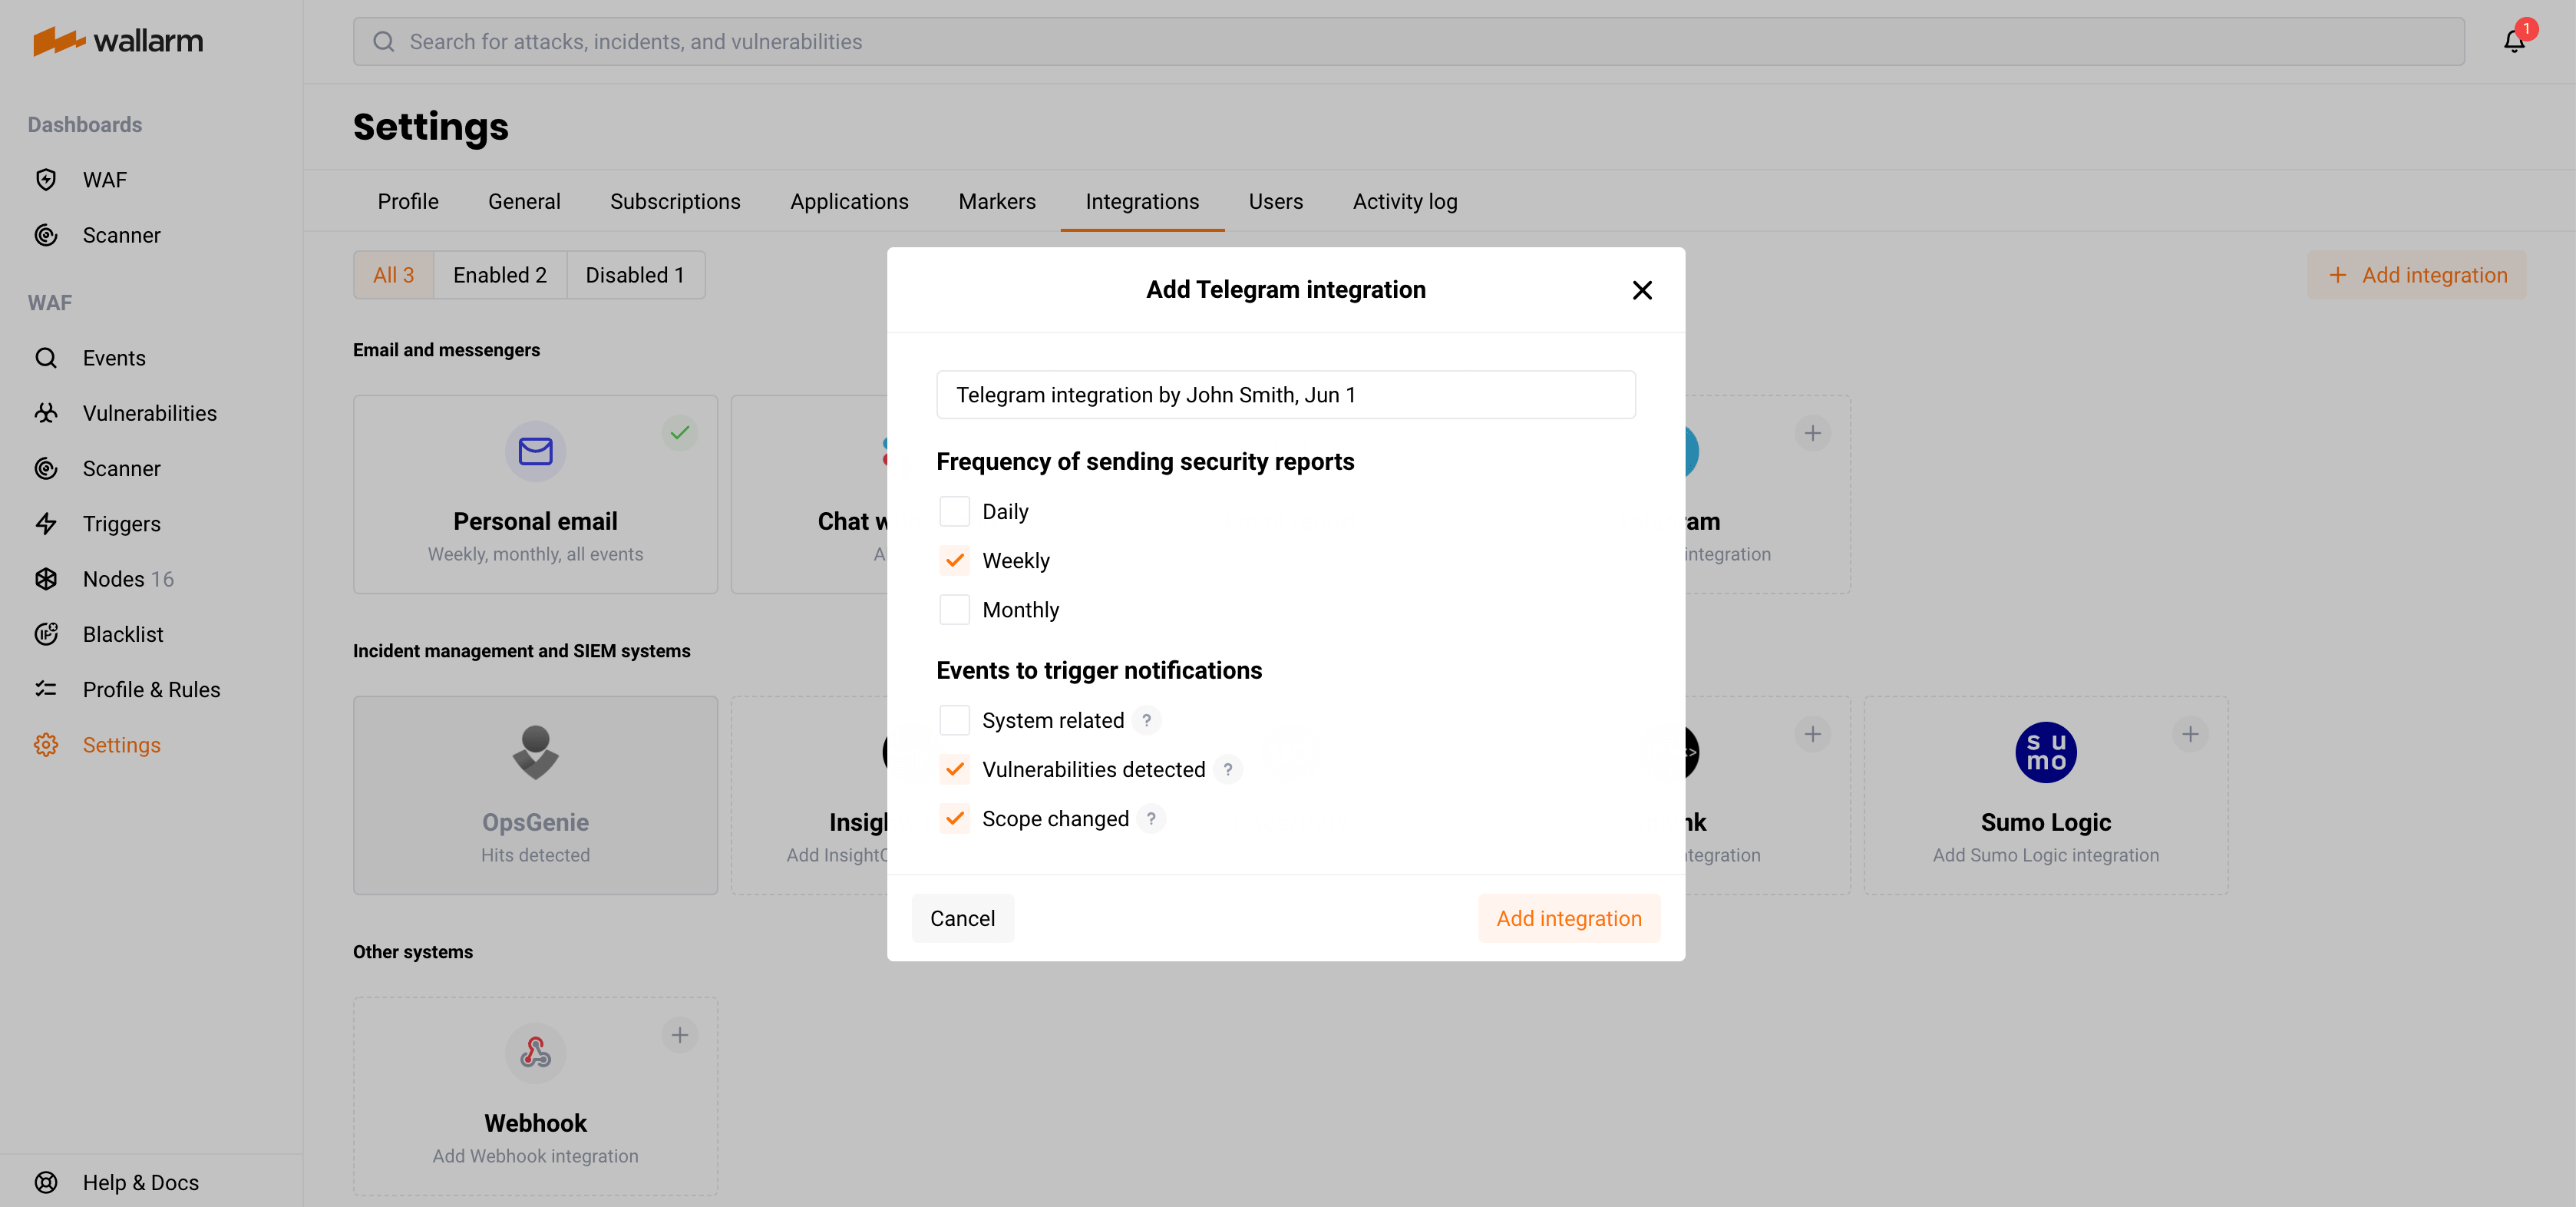 wallarm
Search for attacks, incidents, and vulnerabilities
1
Dashboards
WAF
Scanner
WAF
Events
Vulnerabilities
Scanner
Triggers
Nodes 16
Blacklist
Profile & Rules
Settings
Help & Docs
Settings
Profile General Subscriptions Applications Markers Integrations Users Activity log
All 3 Enabled 2 Disabled 1
+ Add integration
Email and messengers
Personal email
Weekly, monthly, all events
Chat
integration
Incident management and SIEM systems
OpsGenie
Hits detected
Add
Sumo Logic
Add Sumo Logic integration
sumo
Other systems
Webhook
Add Webhook integration
Add Telegram integration
Telegram integration by John Smith, Jun 1
Frequency of sending security reports
Daily
Weekly
Monthly
Events to trigger notifications
System related ?
Vulnerabilities detected ?
Scope changed ?
Cancel
Add integration